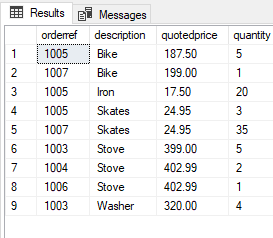 Results Messages
orderref description quotedprice quantity
1 1005 Bike 187.50 5
2 1007 Bike 199.00 1
3 1005 Iron 17.50 20
4 1005 Skates 24.95 3
5 1007 Skates 24.95 35
6 1003 Stove 399.00 5
7 1004 Stove 402.99 2
8 1006 Stove 402.99 1
9 1003 Washer 320.00 4